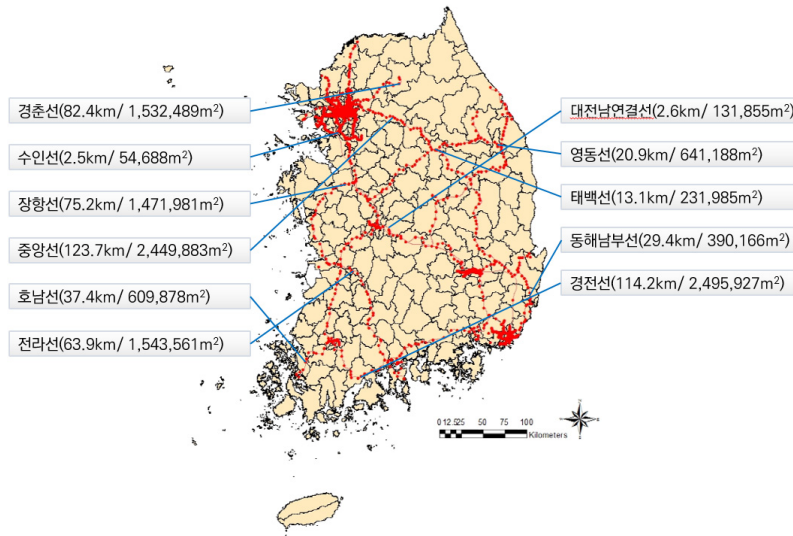 경춘선(82.4km/ 1,532,489m²)
수인선(2.5km/ 54,688m²)
장항선(75.2km/ 1,471,981m²)
중앙선(123.7km/ 2,449,883m²)
호남선(37.4km/ 609,878m²)
전라선(63.9km/ 1,543,561m²)
대전남연결선(2.6km/ 131,855m²)
영동선(20.9km/ 641,188m²)
태백선(13.1km/ 231,985m²)
동해남부선(29.4km/ 390,166m²)
경전선(114.2km/ 2,495,927m²)
0 12.525 50 75 100
Kilometers